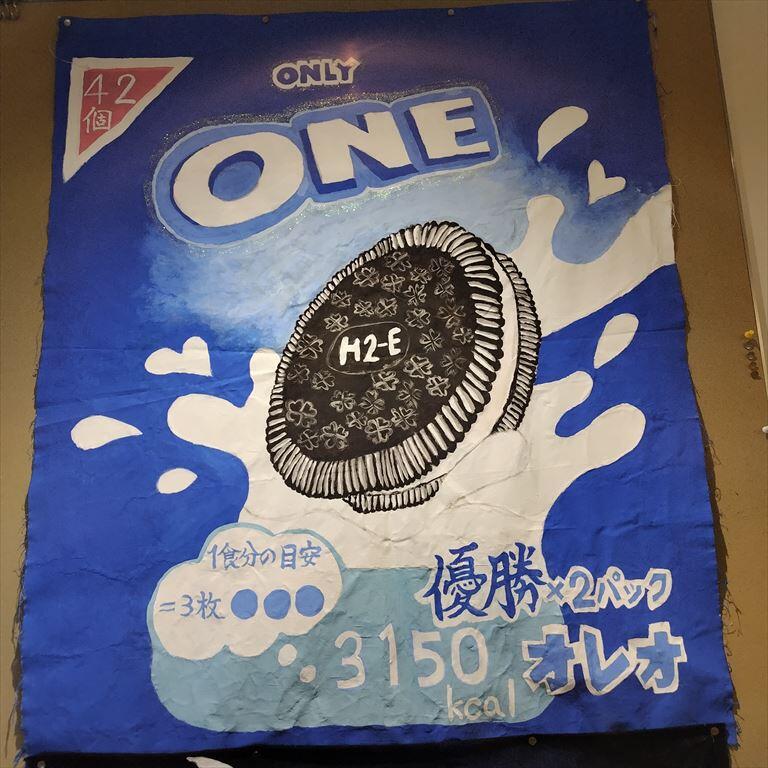 42
個
ONLY
ONE
H2-E
1食分の目安
=3枚
優勝×2パック
3150
kcal
オレオ